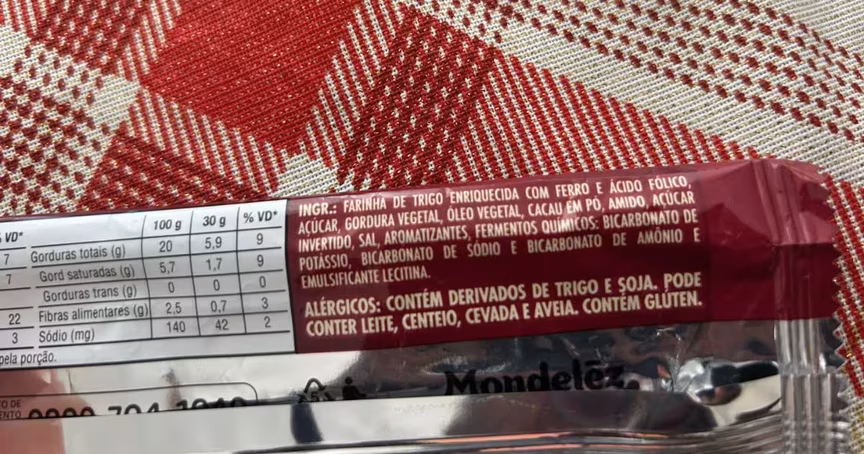 100 g 30 g % VD*
VD*
7 Gorduras totais (g) 20 5,9 9
7 Gord saturadas (g) 5,7 1,7 9
Gorduras trans (g) 0 0 0
22 Fibras alimentares (g) 2,5 0,7 3
3 Sódio (mg) 140 42 2
pela porção.
INGR.: FARINHA DE TRIGO ENRIQUECIDA COM FERRO E ÁCIDO FÓLICO,
AÇÚCAR, GORDURA VEGETAL, ÓLEO VEGETAL, CACAU EM PÓ, AMIDO, AÇÚCAR
INVERTIDO, SAL, AROMATIZANTES, FERMENTOS QUÍMICOS: BICARBONATO DE
POTÁSSIO, BICARBONATO DE SÓDIO E BICARBONATO DE AMÔNIO E
EMULSIFICANTE LECITINA.
ALÉRGICOS: CONTÉM DERIVADOS DE TRIGO E SOJA. PODE
CONTER LEITE, CENTEIO, CEVADA E AVEIA. CONTÉM GLÚTEN.
Mondelēz